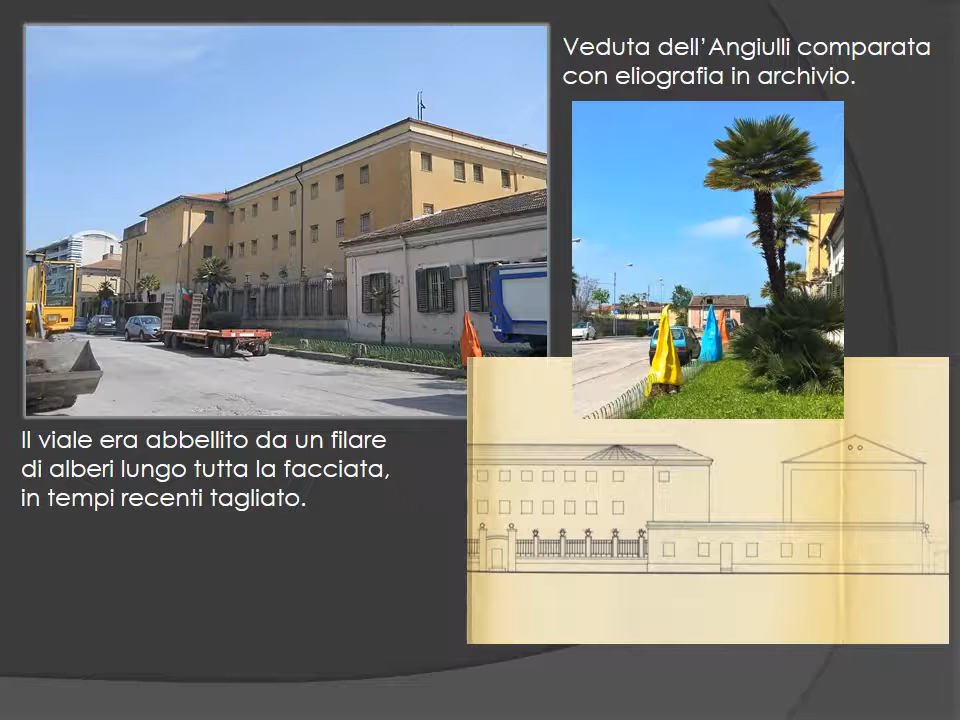 Veduta dell’Angiulli comparata
con eliografia in archivio.
Il viale era abbellito da un filare
di alberi lungo tutta la facciata,
in tempi recenti tagliato.